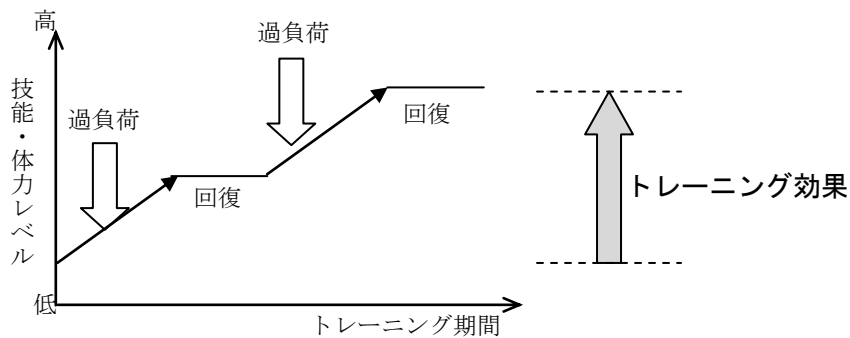 高
過負荷
過負荷
技能・体力レベル
回復
回復
トレーニング効果
低
トレーニング期間